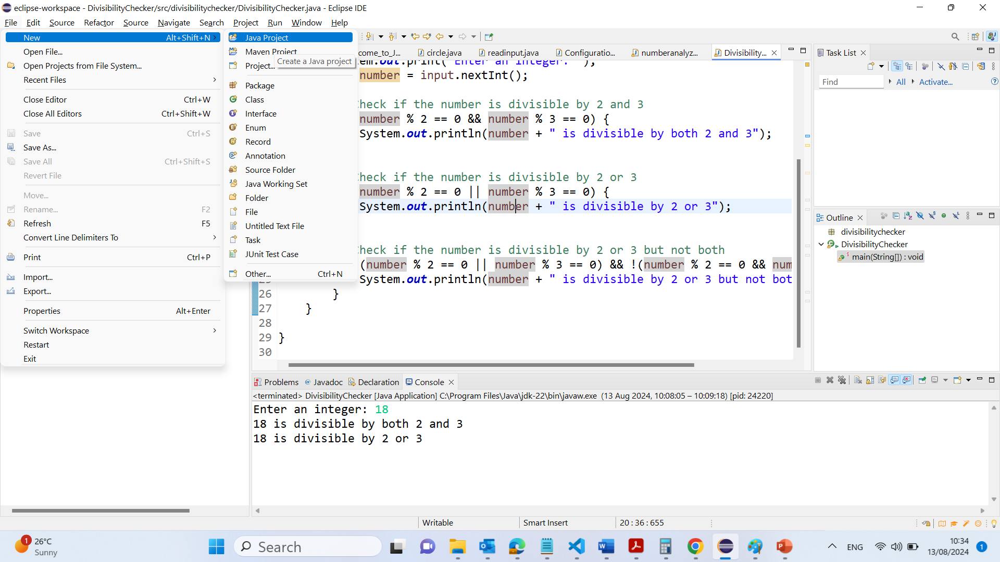 eclipse-workspace - DivisibilityChecker/src/divisibilitychecker/DivisibilityChecker.java - Eclipse IDE
File Edit Source Refactor Source Navigate Search Project Run Window Help
New Alt+Shift+N
Open File...
Open Projects from File System...
Recent Files
Close Editor Ctrl+W
Close All Editors Ctrl+Shift+W
Save Ctrl+S
Save As...
Save All Ctrl+Shift+S
Revert File
Move...
Rename... F2
Refresh F5
Convert Line Delimiters To
Print Ctrl+P
Import...
Export...
Properties Alt+Enter
Switch Workspace
Restart
Exit
Java Project
Maven Project
Project...
Create a Java project
Package
Class
Interface
Enum
Record
Annotation
Source Folder
Java Working Set
Folder
File
Untitled Text File
Task
JUnit Test Case
Other... Ctrl+N
come_to_J... circle.java readinput.java Configuratio... numberanalyz... Divisibility...
em.out.print("Enter an integer: ");
number = input.nextInt();
heck if the number is divisible by 2 and 3
number % 2 == 0 && number % 3 == 0) {
System.out.println(number + " is divisible by both 2 and 3");
heck if the number is divisible by 2 or 3
number % 2 == 0 || number % 3 == 0) {
System.out.println(number + " is divisible by 2 or 3");
heck if the number is divisible by 2 or 3 but not both
(number % 2 == 0 || number % 3 == 0) && !(number % 2 == 0 && num
System.out.println(number + " is divisible by 2 or 3 but not bot
26 }
27 }
28
29 }
30
Task List
Find All Activate...
Outline
divisibilitychecker
DivisibilityChecker
main(String[]) : void
Problems Javadoc Declaration Console
<terminated> DivisibilityChecker [Java Application] C:\Program Files\Java\jdk-22\bin\javaw.exe (13 Aug 2024, 10:08:05 – 10:09:18) [pid: 24220]
Enter an integer: 18
18 is divisible by both 2 and 3
18 is divisible by 2 or 3
Writable Smart Insert 20 : 36 : 655
1 26°C
Sunny
Search
ENG
10:34
13/08/2024
1